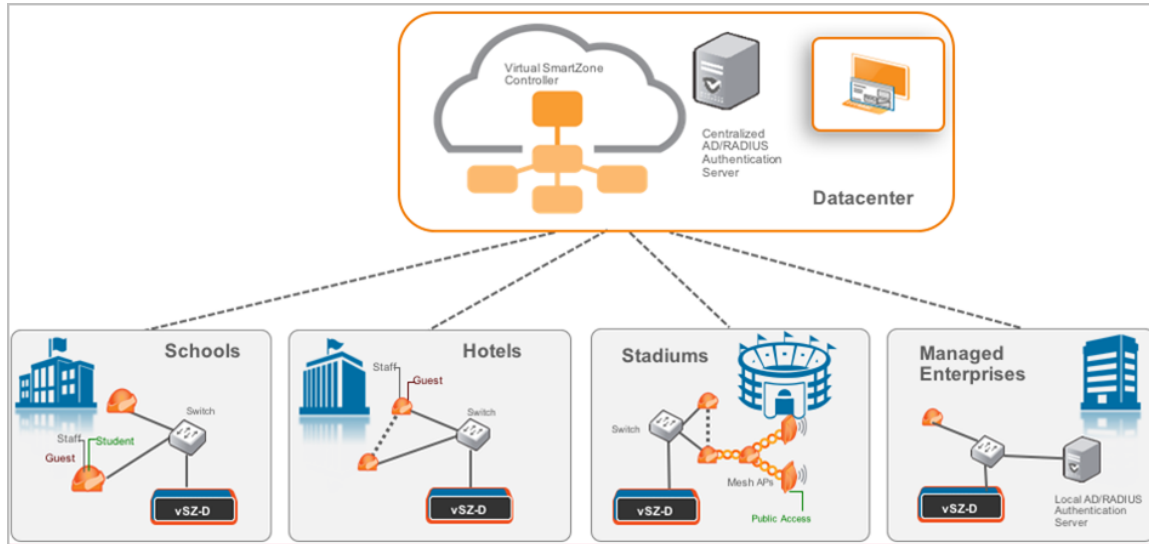 Virtual SmartZone
Controller
Centralized
AD/RADIUS
Authentication
Server
Datacenter
Schools
Switch
Staff
Student
Guest
vSZ-D
Hotels
Staff
Guest
Switch
vSZ-D
Stadiums
Switch
Mesh APs
Public Access
vSZ-D
Managed
Enterprises
vSZ-D
Local AD/RADIUS
Authentication
Server